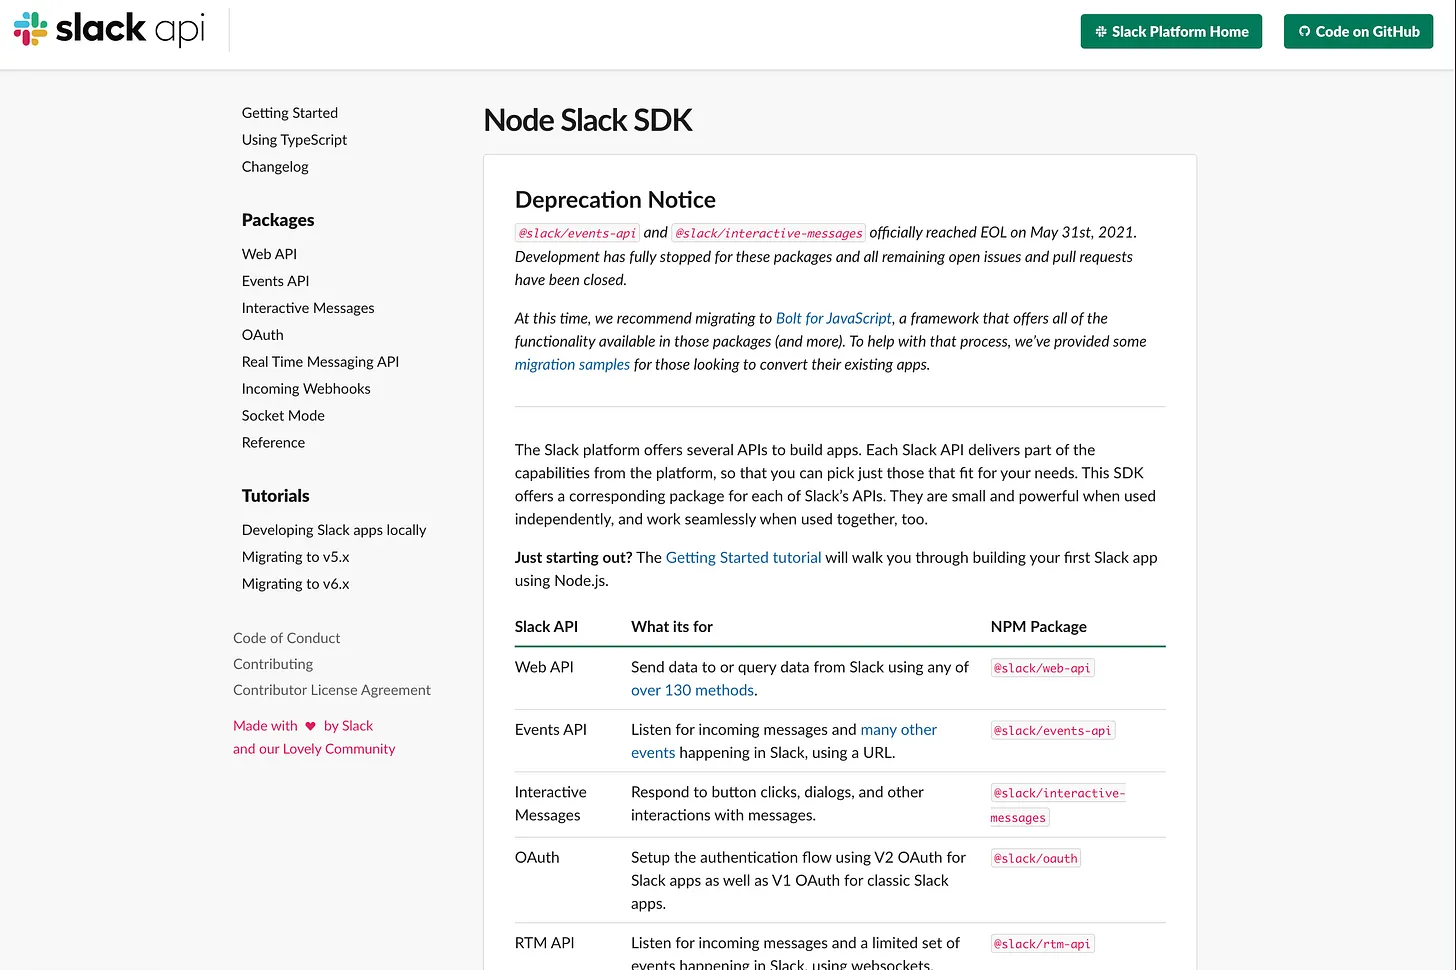 slack api
Slack Platform Home
Code on GitHub
Getting Started
Using TypeScript
Changelog
Packages
Web API
Events API
Interactive Messages
OAuth
Real Time Messaging API
Incoming Webhooks
Socket Mode
Reference
Tutorials
Developing Slack apps locally
Migrating to v5.x
Migrating to v6.x
Code of Conduct
Contributing
Contributor License Agreement
Made with ♥ by Slack
and our Lovely Community
Node Slack SDK
Deprecation Notice
@slack/events-api and @slack/interactive-messages officially reached EOL on May 31st, 2021.
Development has fully stopped for these packages and all remaining open issues and pull requests
have been closed.
At this time, we recommend migrating to Bolt for JavaScript, a framework that offers all of the
functionality available in those packages (and more). To help with that process, we’ve provided some
migration samples for those looking to convert their existing apps.
The Slack platform offers several APIs to build apps. Each Slack API delivers part of the
capabilities from the platform, so that you can pick just those that fit for your needs. This SDK
offers a corresponding package for each of Slack’s APIs. They are small and powerful when used
independently, and work seamlessly when used together, too.
Just starting out? The Getting Started tutorial will walk you through building your first Slack app
using Node.js.
Slack API What its for NPM Package
Web API Send data to or query data from Slack using any of @slack/web-api
over 130 methods.
Events API Listen for incoming messages and many other @slack/events-api
events happening in Slack, using a URL.
Interactive Respond to button clicks, dialogs, and other @slack/interactive-
Messages interactions with messages. messages
OAuth Setup the authentication flow using V2 OAuth for @slack/oauth
Slack apps as well as V1 OAuth for classic Slack
apps.
RTM API Listen for incoming messages and a limited set of @slack/rtm-api
events happening in Slack, using websockets.